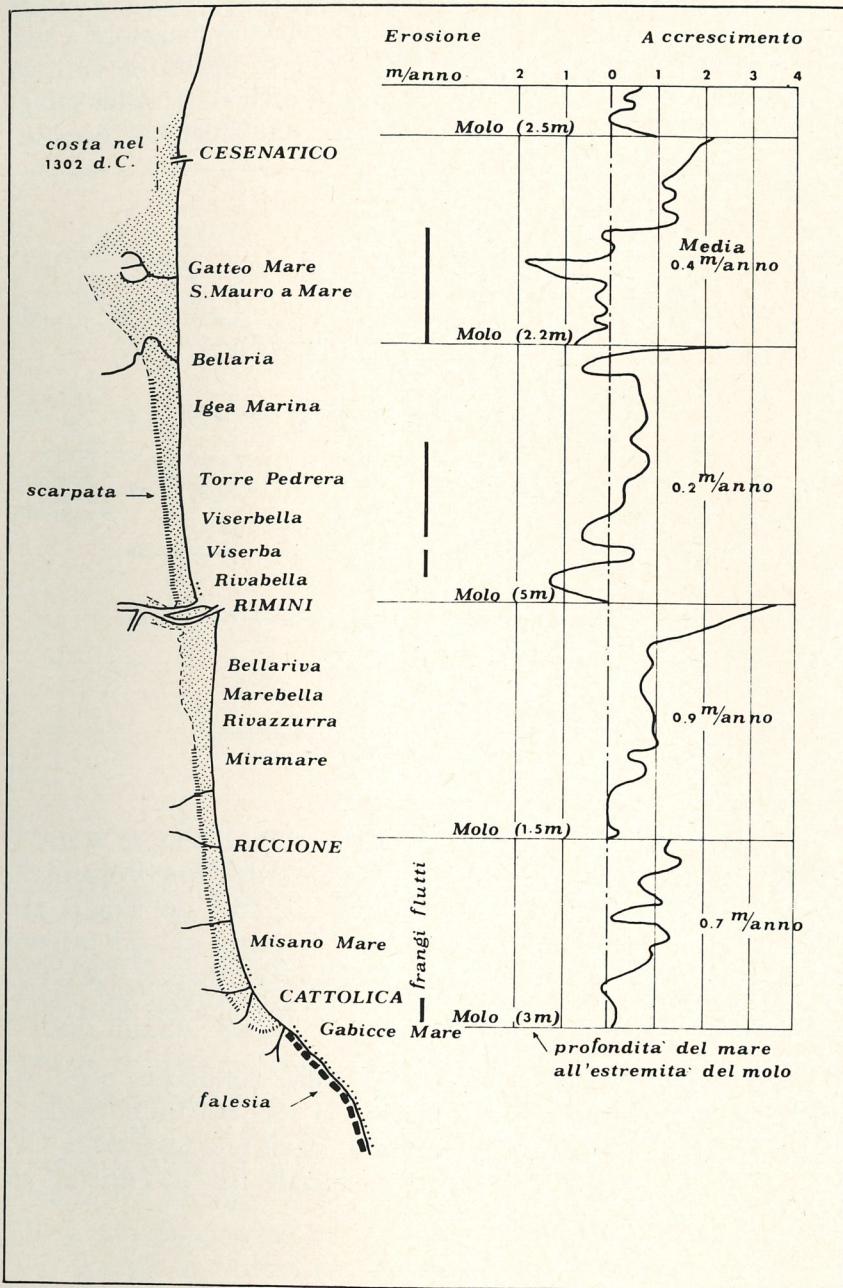 Erosione
Accrescimento
m/anno
2 1 0 1 2 3 4
Molo (2.5m)
costa nel
1302 d.C.
CESENATICO
Media
0.4 m/anno
Gatteo Mare
S. Mauro a Mare
Molo (2.2m)
Bellaria
Igea Marina
Torre Pedrera
0.2 m/anno
scarpata
Viserbella
Viserba
Rivabella
Molo (5m)
RIMINI
Bellariva
Marebella
Rivazzurra
0.9 m/anno
Miramare
Molo (1.5m)
RICCIONE
frangi flutti
0.7 m/anno
Misano Mare
CATTOLICA
Molo (3m)
Gabicce Mare
profondita` del mare
all'estremita` del molo
falesia